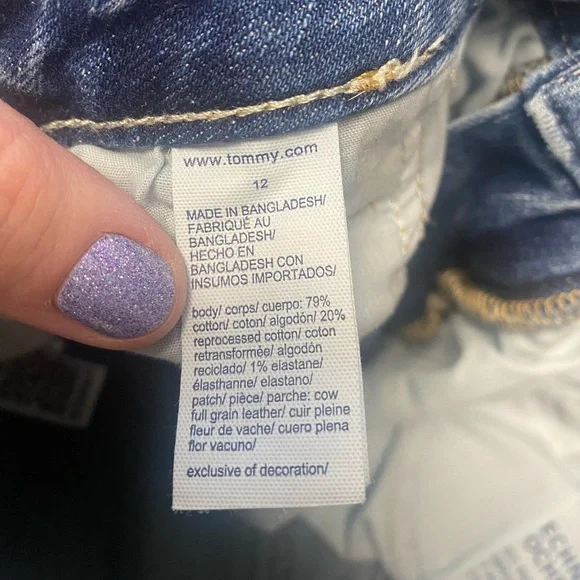 www.tommy.com
12
MADE IN BANGLADESH/
FABRIQUÉ AU
BANGLADESH/
HECHO EN
BANGLADESH CON
INSUMOS IMPORTADOS/
body/ corps/ cuerpo: 79%
cotton/ coton/ algodón/ 20%
reprocessed cotton/ coton
retransformée/ algodón
reciclado/ 1% elastane/
élasthanne/ elastano/
patch/ pièce/ parche: cow
full grain leather/ cuir pleine
fleur de vache/ cuero plena
flor vacuno/
exclusive of decoration/